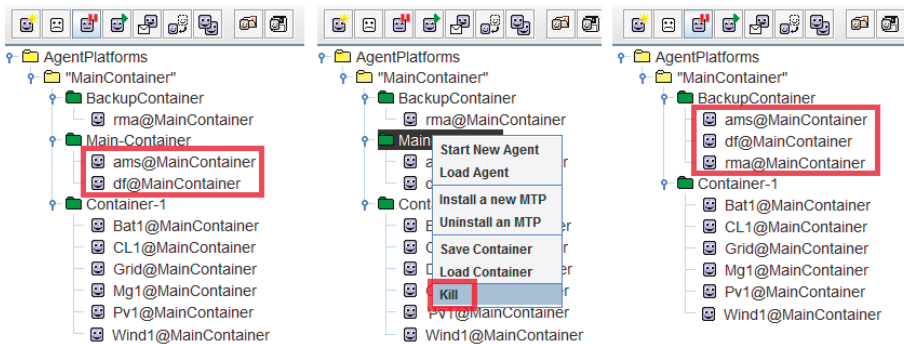 AgentPlatforms
"MainContainer"
BackupContainer
rma@MainContainer
Main-Container
ams@MainContainer
df@MainContainer
Container-1
Bat1@MainContainer
CL1@MainContainer
Grid@MainContainer
Mg1@MainContainer
Pv1@MainContainer
Wind1@MainContainer
AgentPlatforms
"MainContainer"
BackupContainer
rma@MainContainer
Main-
Start New Agent
Load Agent
Install a new MTP
Cont
Uninstall an MTP
Save Container
Load Container
Kill
Pv1@MainContainer
Wind1@MainContainer
AgentPlatforms
"MainContainer"
BackupContainer
ams@MainContainer
df@MainContainer
rma@MainContainer
Container-1
Bat1@MainContainer
CL1@MainContainer
Grid@MainContainer
Mg1@MainContainer
Pv1@MainContainer
Wind1@MainContainer